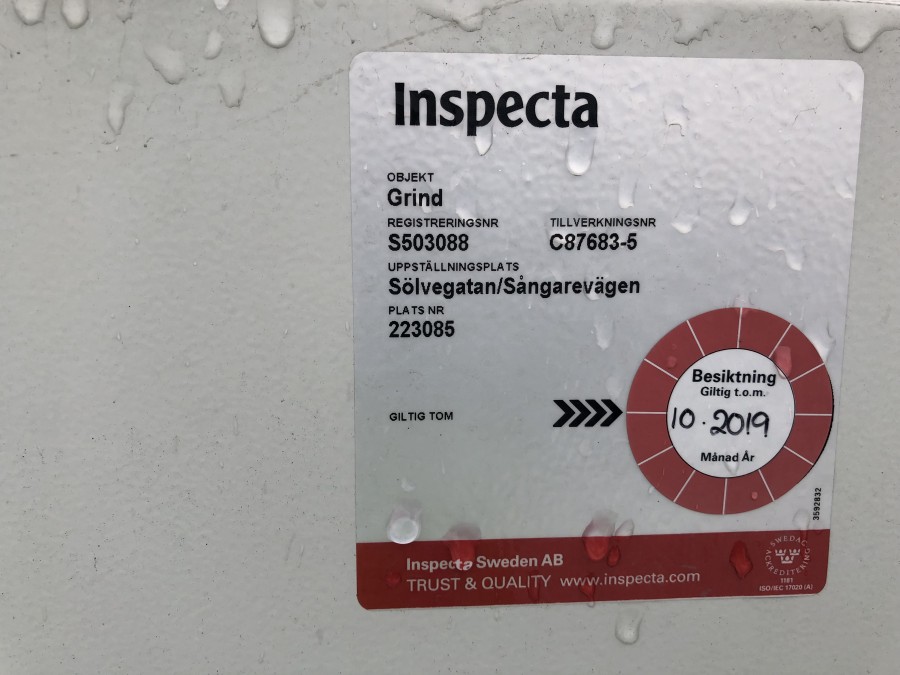 Inspecta
OBJEKT
Grind
REGISTRERINGSNR TILLVERKNINGSNR
S503088 C87683-5
UPPSTÄLLNINGSPLATS
Sölvegatan/Sångarevägen
PLATS NR
223085
GILTIG TOM
Besiktning
Giltig t.o.m.
10.2019
Månad År
3592832
Inspecta Sweden AB
TRUST & QUALITY www.inspecta.com
SWEDAC
ACKREDITERING
1181
ISO/IEC 17020 (A)